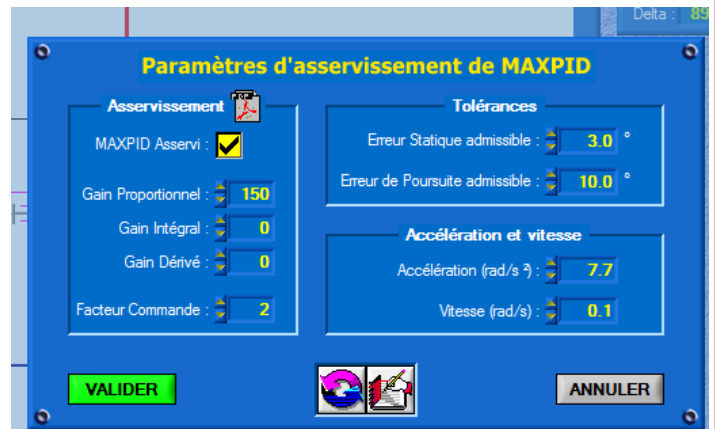 Delta : 89
Paramètres d'asservissement de MAXPID
Asservissement
MAXPID Asservi :
Gain Proportionnel : 150
Gain Intégral : 0
Gain Dérivé : 0
Facteur Commande : 2
Tolérances
Erreur Statique admissible : 3.0 °
Erreur de Poursuite admissible : 10.0 °
Accélération et vitesse
Accélération (rad/s ²) : 7.7
Vitesse (rad/s) : 0.1
VALIDER
ANNULER